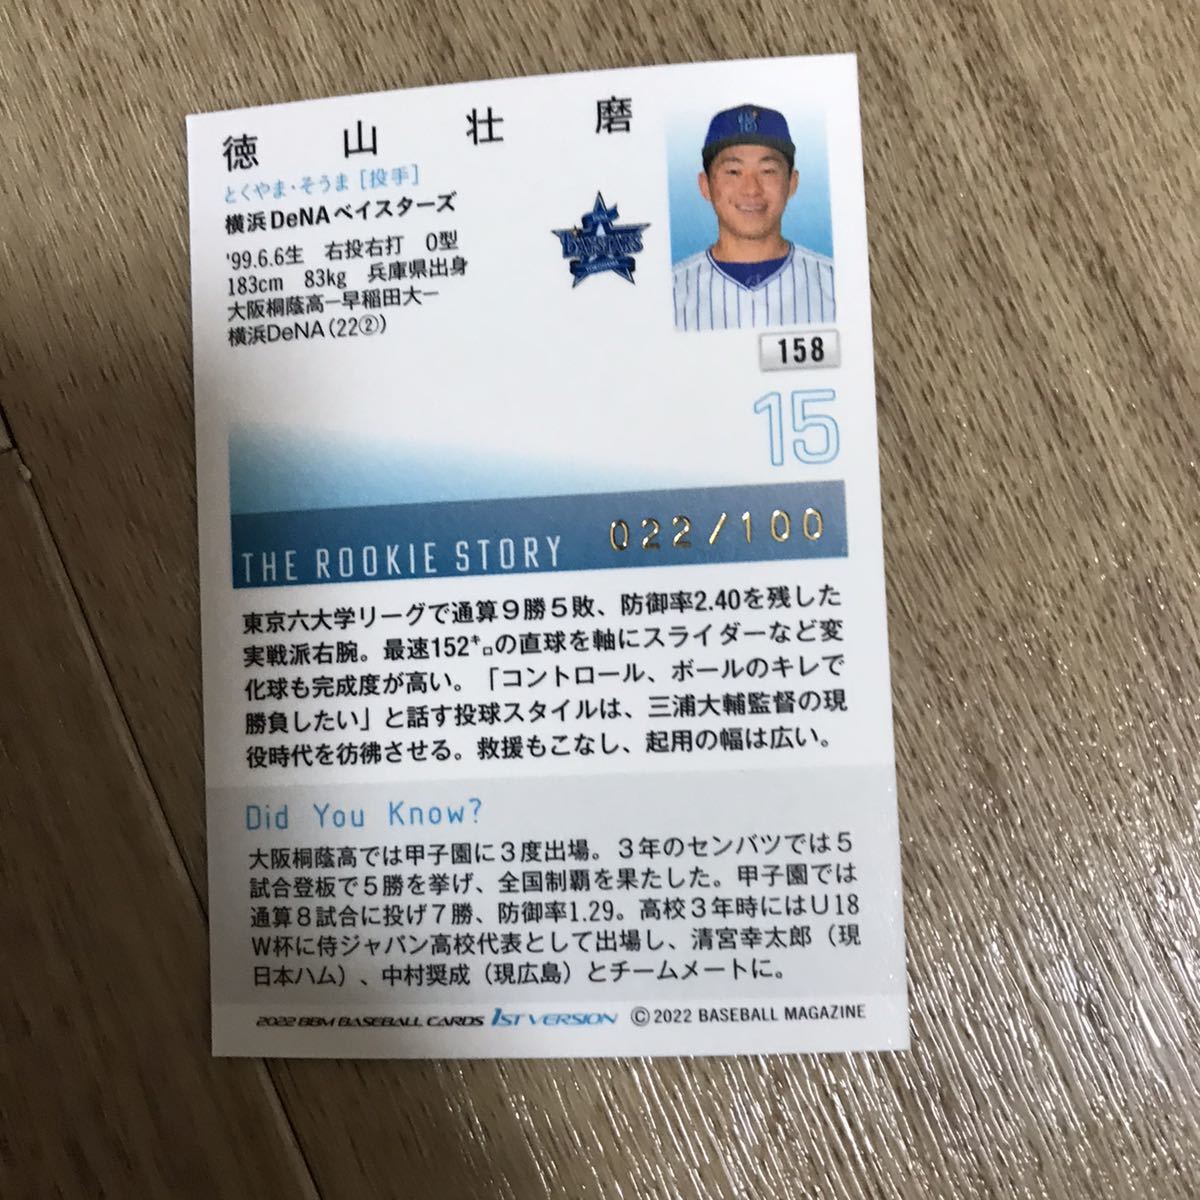 徳山壮磨
とくやま・そうま［投手］
横浜DeNAベイスターズ
'99.6.6生　右投右打　O型
183cm　83kg　兵庫県出身
大阪桐蔭高ー早稲田大ー
横浜DeNA（22②）
BAYSTARS
YOKOHAMA
158
15
THE ROOKIE STORY
022/100
東京六大学リーグで通算９勝５敗、防御率2.40を残した
実戦派右腕。最速152㌔の直球を軸にスライダーなど変
化球も完成度が高い。「コントロール、ボールのキレで
勝負したい」と話す投球スタイルは、三浦大輔監督の現
役時代を彷彿させる。救援もこなし、起用の幅は広い。
Did You Know?
大阪桐蔭高では甲子園に３度出場。３年のセンバツでは５
試合登板で５勝を挙げ、全国制覇を果たした。甲子園では
通算８試合に投げ７勝、防御率1.29。高校３年時にはＵ18
Ｗ杯に侍ジャパン高校代表として出場し、清宮幸太郎（現
日本ハム）、中村奨成（現広島）とチームメートに。
2022 BBM BASEBALL CARDS 1ST VERSION ©2022 BASEBALL MAGAZINE